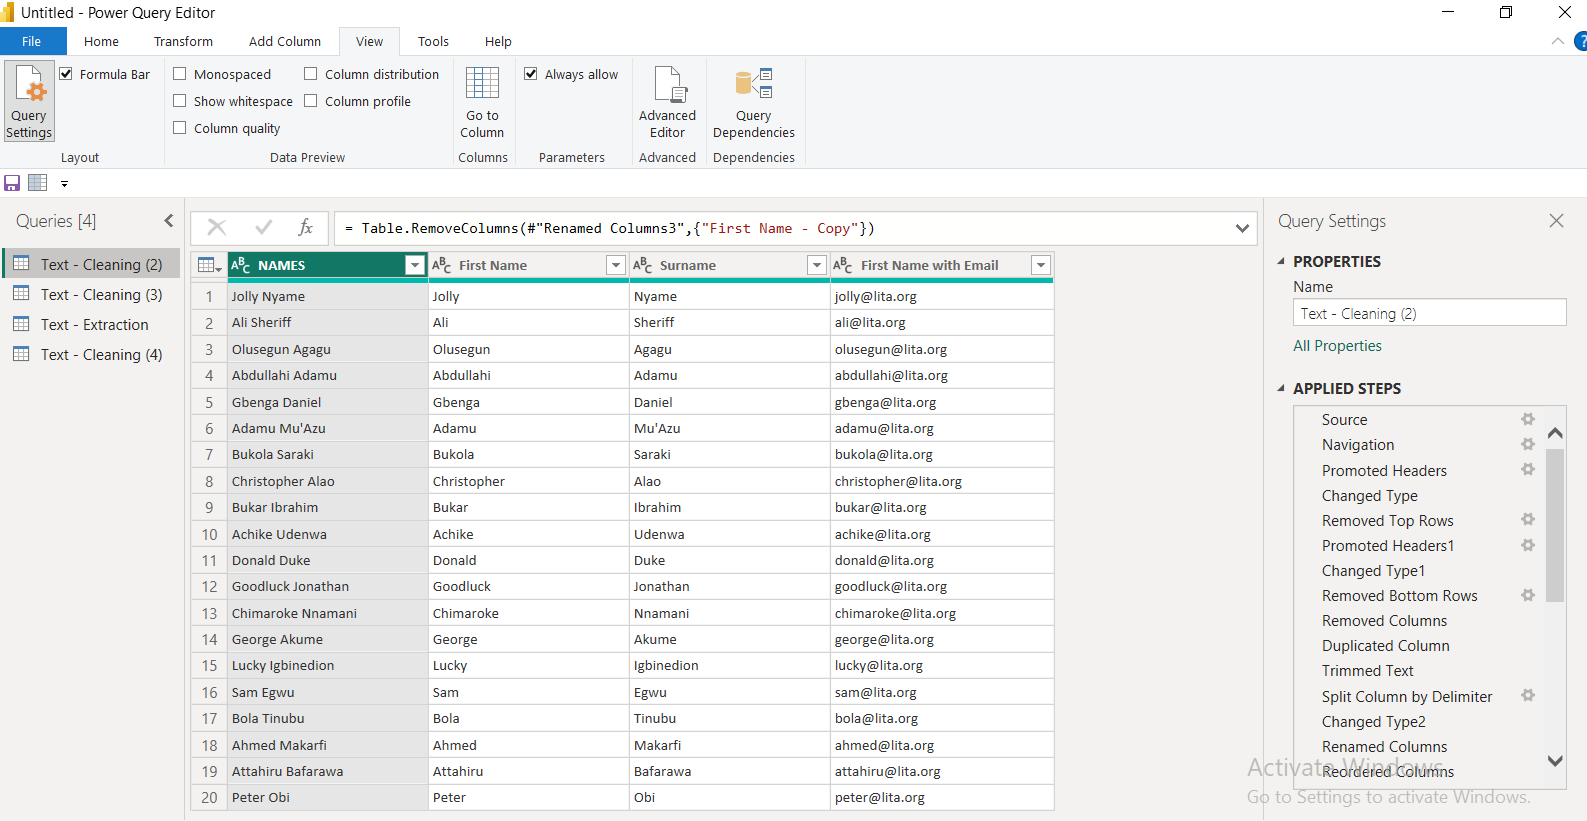 Untitled - Power Query Editor
File Home Transform Add Column View Tools Help
Query Settings
Formula Bar
Layout
Monospaced Column distribution
Show whitespace Column profile
Column quality
Data Preview
Go to Column
Columns
Always allow
Parameters
Advanced Editor
Advanced
Query Dependencies
Dependencies
Queries [4]
Text - Cleaning (2)
Text - Cleaning (3)
Text - Extraction
Text - Cleaning (4)
fx = Table.RemoveColumns(#"Renamed Columns3",{"First Name - Copy"})
ABC NAMES ABC First Name ABC Surname ABC First Name with Email
1 Jolly Nyame Jolly Nyame jolly@lita.org
2 Ali Sheriff Ali Sheriff ali@lita.org
3 Olusegun Agagu Olusegun Agagu olusegun@lita.org
4 Abdullahi Adamu Abdullahi Adamu abdullahi@lita.org
5 Gbenga Daniel Gbenga Daniel gbenga@lita.org
6 Adamu Mu'Azu Adamu Mu'Azu adamu@lita.org
7 Bukola Saraki Bukola Saraki bukola@lita.org
8 Christopher Alao Christopher Alao christopher@lita.org
9 Bukar Ibrahim Bukar Ibrahim bukar@lita.org
10 Achike Udenwa Achike Udenwa achike@lita.org
11 Donald Duke Donald Duke donald@lita.org
12 Goodluck Jonathan Goodluck Jonathan goodluck@lita.org
13 Chimaroke Nnamani Chimaroke Nnamani chimaroke@lita.org
14 George Akume George Akume george@lita.org
15 Lucky Igbinedion Lucky Igbinedion lucky@lita.org
16 Sam Egwu Sam Egwu sam@lita.org
17 Bola Tinubu Bola Tinubu bola@lita.org
18 Ahmed Makarfi Ahmed Makarfi ahmed@lita.org
19 Attahiru Bafarawa Attahiru Bafarawa attahiru@lita.org
20 Peter Obi Peter Obi peter@lita.org
Query Settings
PROPERTIES
Name
Text - Cleaning (2)
All Properties
APPLIED STEPS
Source
Navigation
Promoted Headers
Changed Type
Removed Top Rows
Promoted Headers1
Changed Type1
Removed Bottom Rows
Removed Columns
Duplicated Column
Trimmed Text
Split Column by Delimiter
Changed Type2
Renamed Columns
Reordered Columns
Activate Windows
Go to Settings to activate Windows.